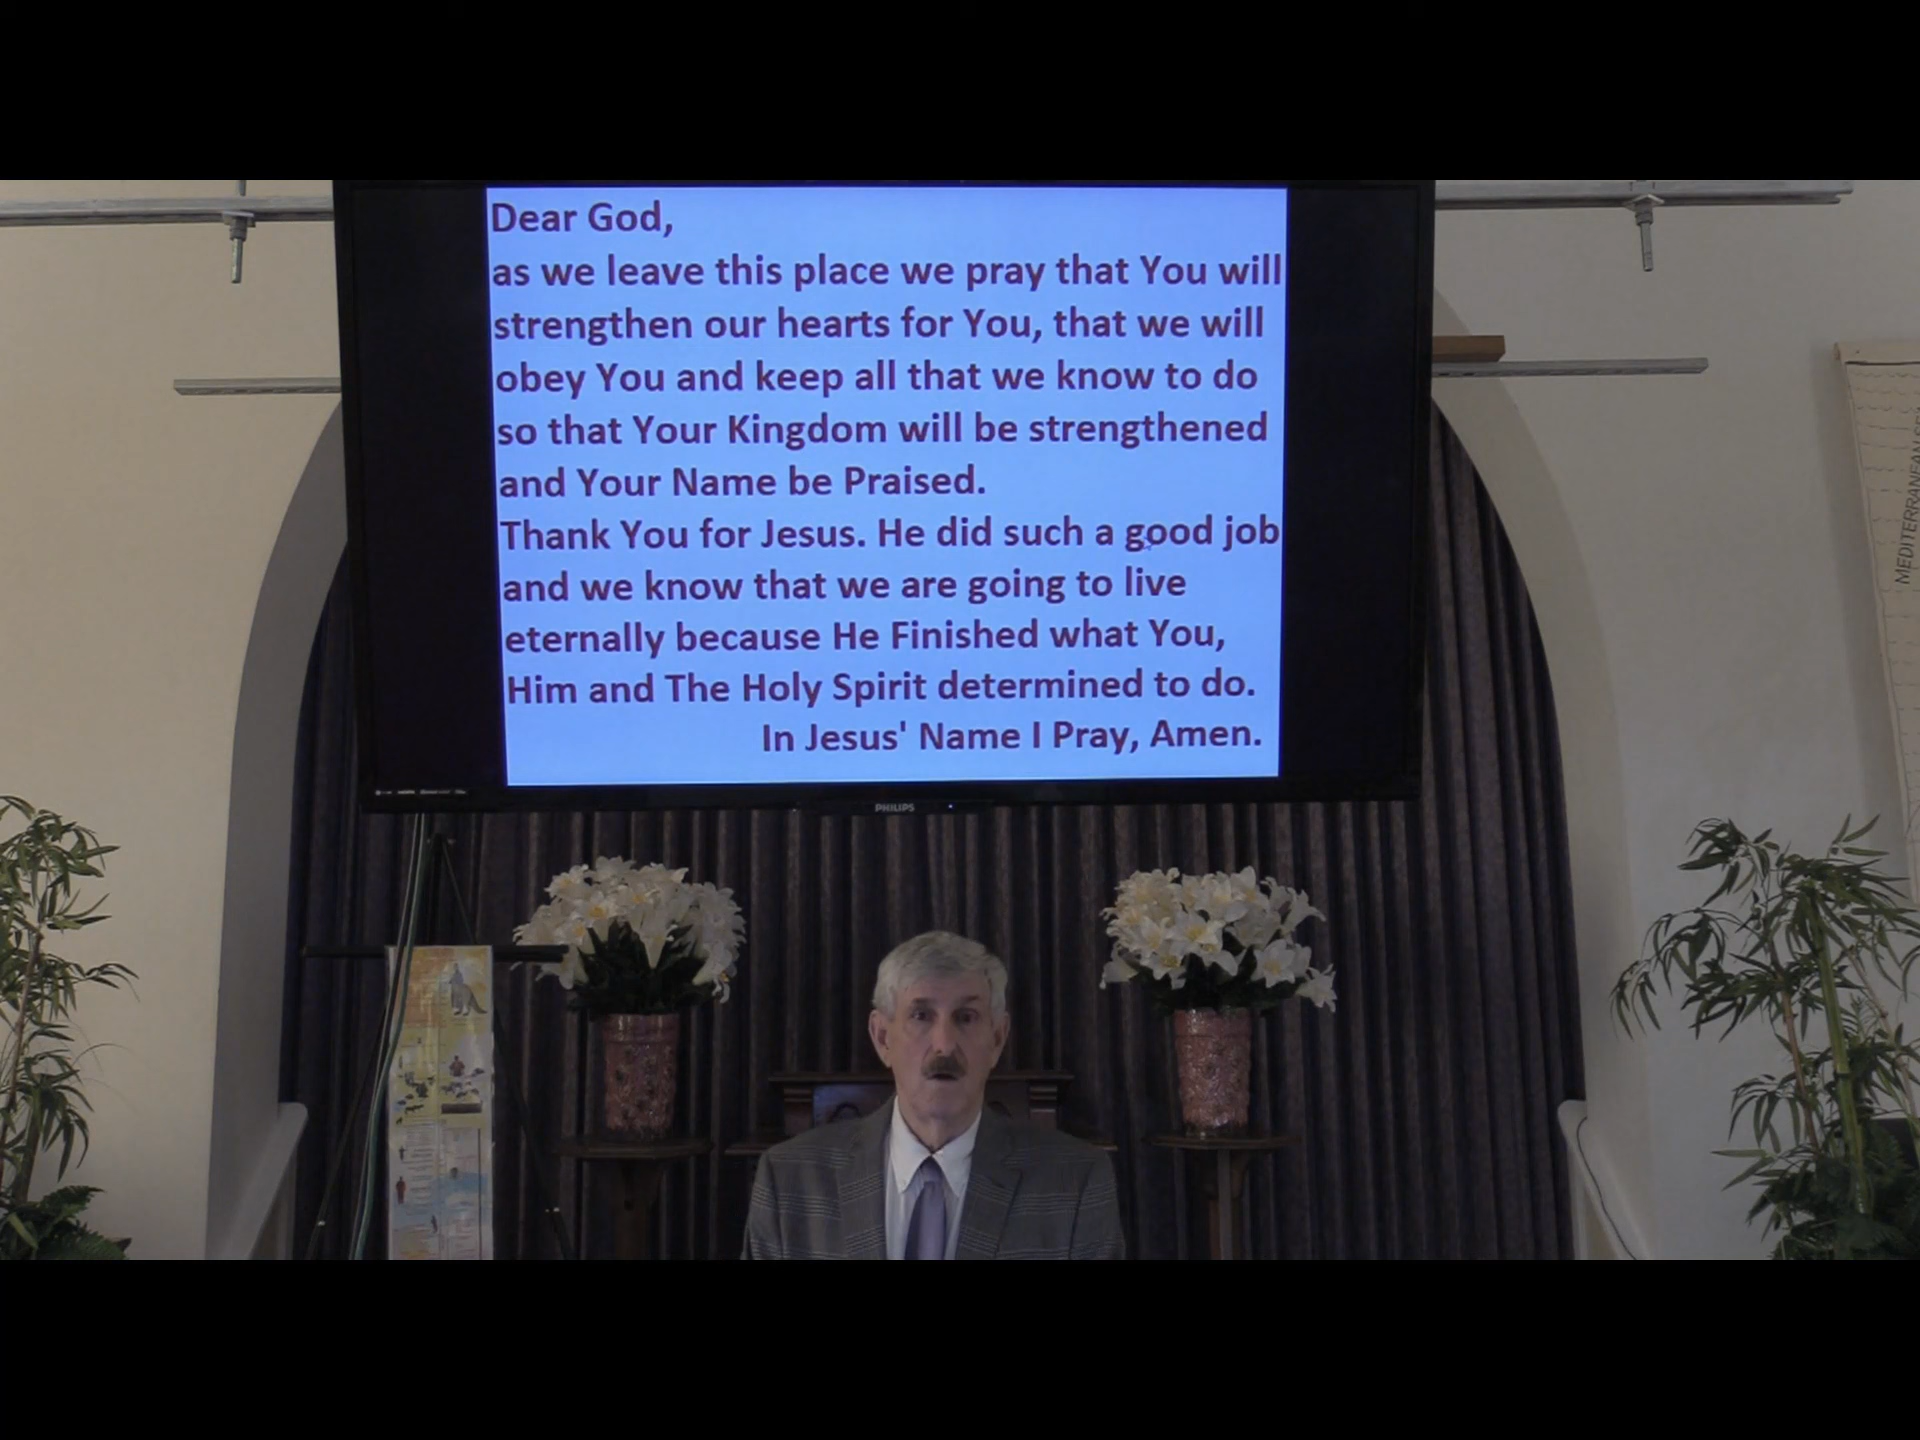 Dear God,
as we leave this place we pray that You will
strengthen our hearts for You, that we will
obey You and keep all that we know to do
so that Your Kingdom will be strengthened
and Your Name be Praised.
Thank You for Jesus. He did such a good job
and we know that we are going to live
eternally because He Finished what You,
Him and The Holy Spirit determined to do.
In Jesus' Name I Pray, Amen.
PHILIPS
MEDITERRANEAN SEA